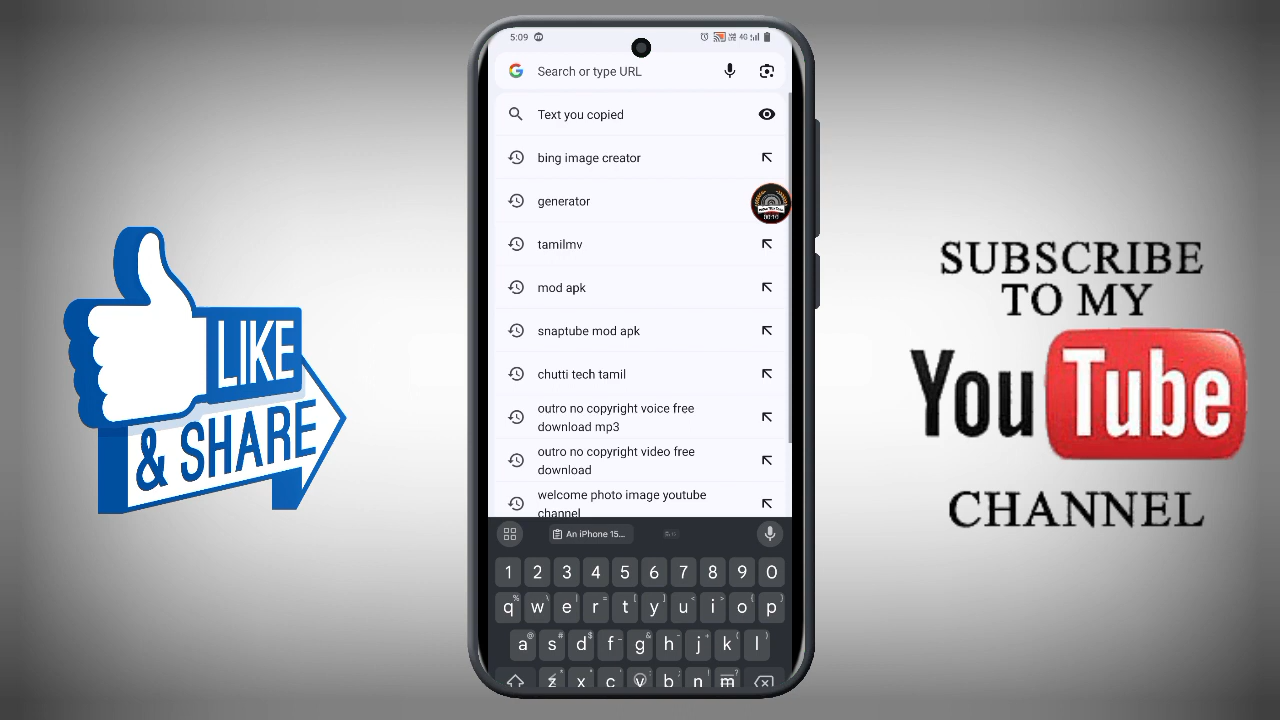 LIKE
& SHARE
5:09
4G
Search or type URL
Text you copied
bing image creator
generator
00:10
tamilmv
mod apk
snaptube mod apk
chutti tech tamil
outro no copyright voice free
download mp3
outro no copyright video free
download
welcome photo image youtube
channel
An iPhone 15...
1 2 3 4 5 6 7 8 9 0
q w e r t y u i o p
a s d f g h j k l
z x c v b n m
SUBSCRIBE
TO MY
YouTube
CHANNEL